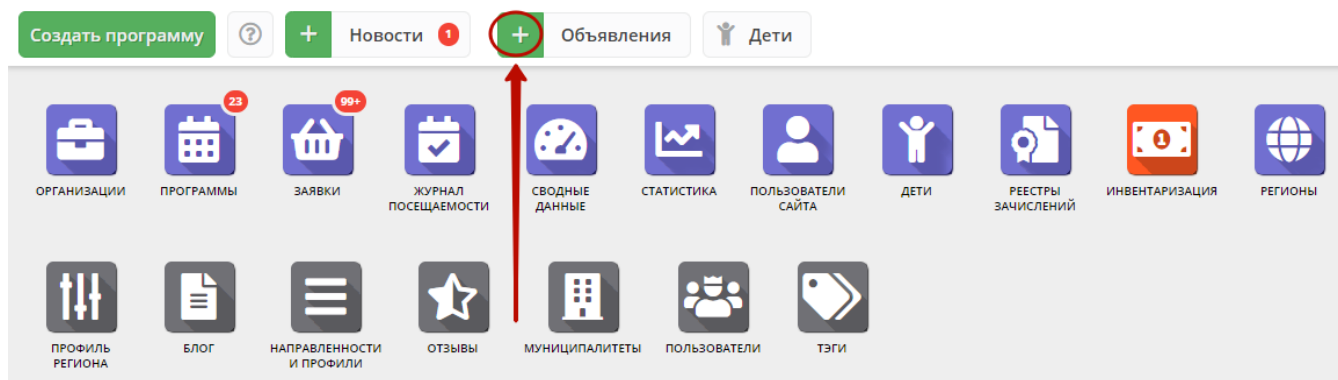 Создать программу ? + Новости 1 + Объявления Дети
23 99+
1
ОРГАНИЗАЦИИ ПРОГРАММЫ ЗАЯВКИ ЖУРНАЛ СВОДНЫЕ СТАТИСТИКА ПОЛЬЗОВАТЕЛИ ДЕТИ РЕЕСТРЫ ИНВЕНТАРИЗАЦИЯ РЕГИОНЫ
ПОСЕЩАЕМОСТИ ДАННЫЕ САЙТА ЗАЧИСЛЕНИЙ
ПРОФИЛЬ БЛОГ НАПРАВЛЕННОСТИ ОТЗЫВЫ МУНИЦИПАЛИТЕТЫ ПОЛЬЗОВАТЕЛИ ТЭГИ
РЕГИОНА И ПРОФИЛИ